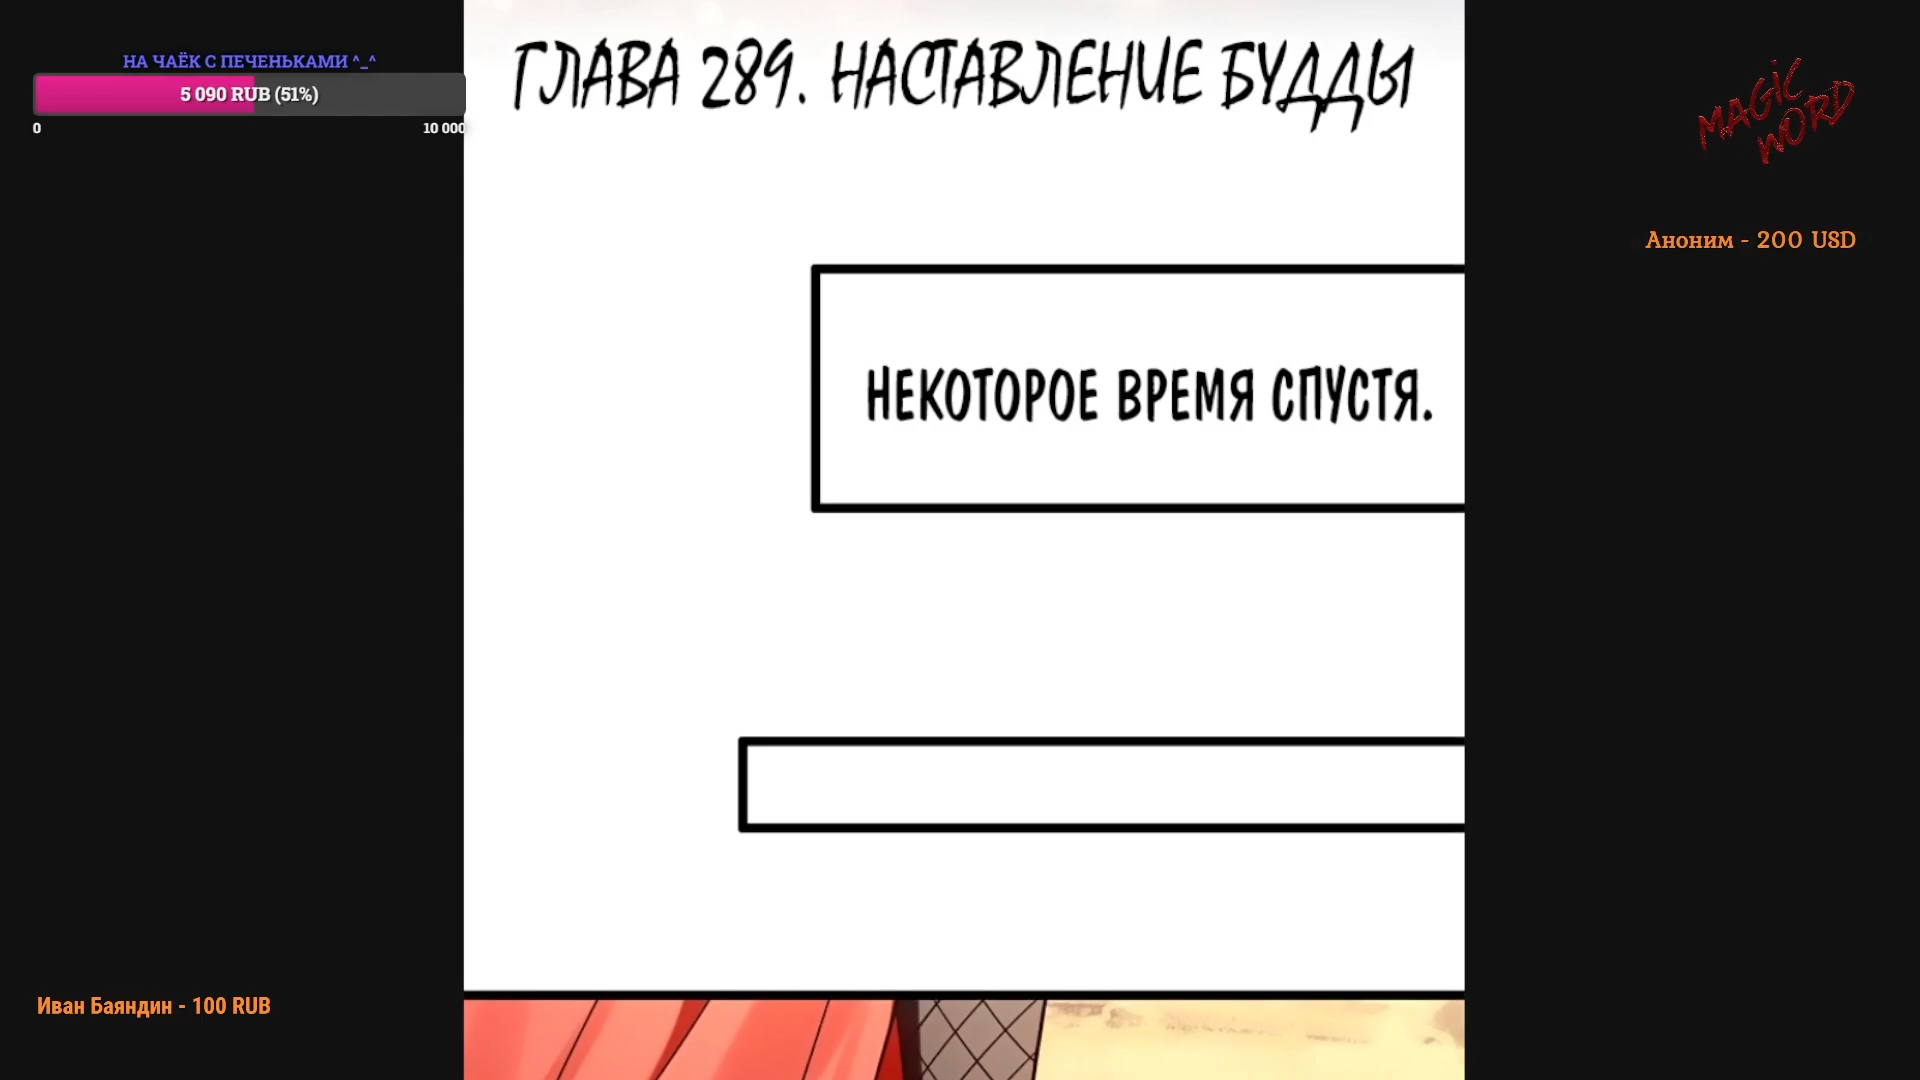 НА ЧАЁК С ПЕЧЕНЬКАМИ ^_^
5 090 RUB (51%)
0
10 000
ГЛАВА 289. НАСТАВЛЕНИЕ БУДДЫ
MAGIC
WORD
Аноним - 200 USD
НЕКОТОРОЕ ВРЕМЯ СПУСТЯ.
Иван Баяндин - 100 RUB